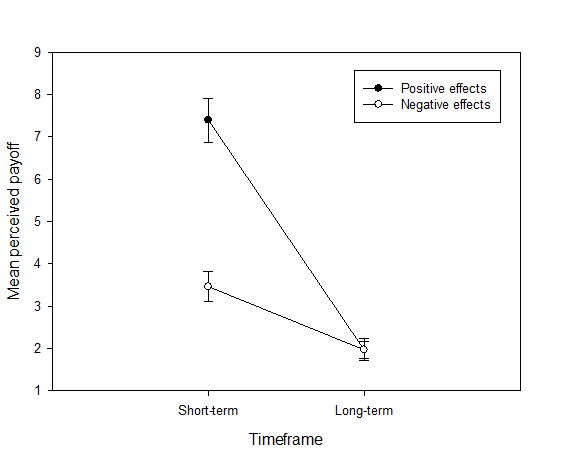 9
8
7
6
5
4
3
2
1
Mean perceived payoff
Positive effects
Negative effects
Short-term
Long-term
Timeframe